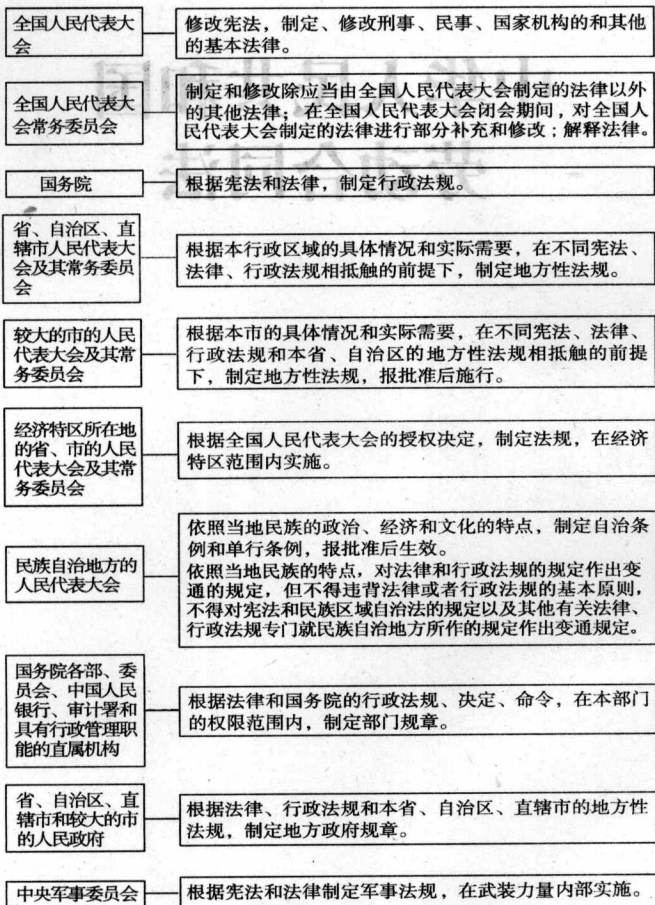 全国人民代表大
会
修改宪法，制定、修改刑事、民事、国家机构的和其他
的基本法律。
全国人民代表大
会常务委员会
制定和修改除应当由全国人民代表大会制定的法律以外
的其他法律；在全国人民代表大会闭会期间，对全国人
民代表大会制定的法律进行部分补充和修改；解释法律。
国务院
根据宪法和法律，制定行政法规。
省、自治区、直
辖市人民代表大
会及其常务委员
会
根据本行政区域的具体情况和实际需要，在不同宪法、
法律、行政法规相抵触的前提下，制定地方性法规。
较大的市的人民
代表大会及其常
务委员会
根据本市的具体情况和实际需要，在不同宪法、法律、
行政法规和本省、自治区的地方性法规相抵触的前提
下，制定地方性法规，报批准后施行。
经济特区所在地
的省、市的人民
代表大会及其常
务委员会
根据全国人民代表大会的授权决定，制定法规，在经济
特区范围内实施。
民族自治地方的
人民代表大会
依照当地民族的政治、经济和文化的特点，制定自治条
例和单行条例，报批准后生效。
依照当地民族的特点，对法律和行政法规的规定作出变
通的规定，但不得违背法律或者行政法规的基本原则，
不得对宪法和民族区域自治法的规定以及其他有关法律、
行政法规专门就民族自治地方所作的规定作出变通规定。
国务院各部、委
员会、中国人民
银行、审计署和
具有行政管理职
能的直属机构
根据法律和国务院的行政法规、决定、命令，在本部门
的权限范围内，制定部门规章。
省、自治区、直
辖市和较大的市
的人民政府
根据法律、行政法规和本省、自治区、直辖市的地方性
法规，制定地方政府规章。
中央军事委员会
根据宪法和法律制定军事法规，在武装力量内部实施。
中华人民共和国
劳动合同法